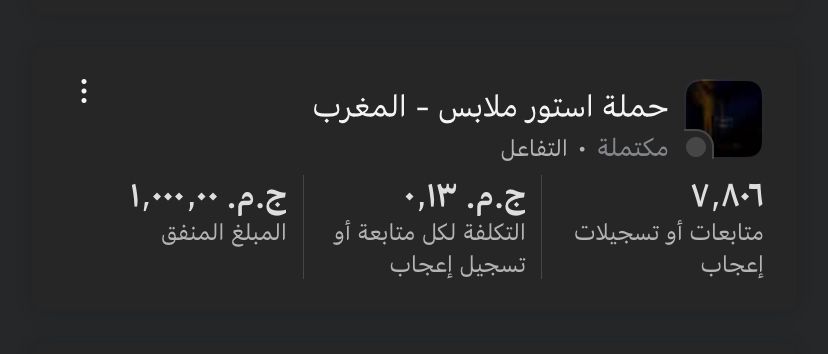 حملة استور ملابس - المغرب
مكتملة • التفاعل
٧,٨٠٦
متابعات أو تسجيلات
إعجاب
ج.م. ٠,١٣
التكلفة لكل متابعة أو
تسجيل إعجاب
ج.م. ١,٠٠٠,٠٠
المبلغ المنفق